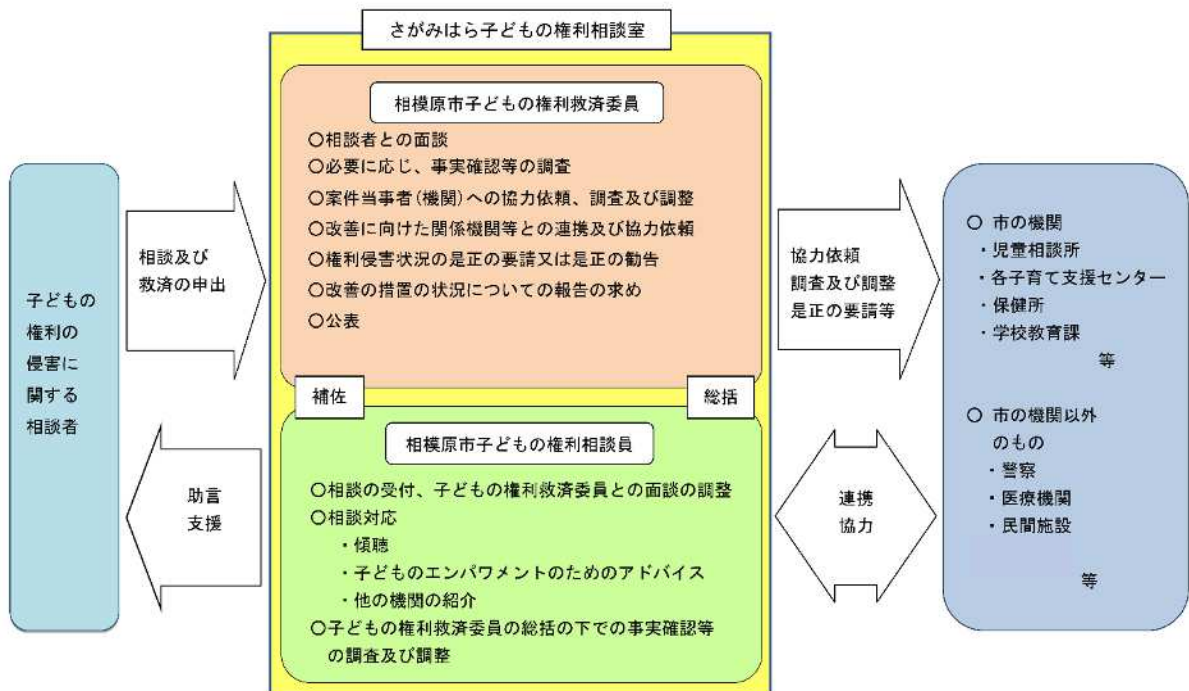 さがみはら子どもの権利相談室
相模原市子どもの権利救済委員
○相談者との面談
○必要に応じ、事実確認等の調査
○案件当事者(機関)への協力依頼、調査及び調整
○改善に向けた関係機関等との連携及び協力依頼
○権利侵害状況の是正の要請又は是正の勧告
○改善の措置の状況についての報告の求め
○公表
補佐
総括
相模原市子どもの権利相談員
○相談の受付、子どもの権利救済委員との面談の調整
○相談対応
・傾聴
・子どものエンパワメントのためのアドバイス
・他の機関の紹介
○子どもの権利救済委員の総括の下での事実確認等
の調査及び調整
子どもの
権利の
侵害に
関する
相談者
相談及び
救済の申出
助言
支援
協力依頼
調査及び調整
是正の要請等
連携
協力
○ 市の機関
・児童相談所
・各子育て支援センター
・保健所
・学校教育課
等
○ 市の機関以外
のもの
・警察
・医療機関
・民間施設
等